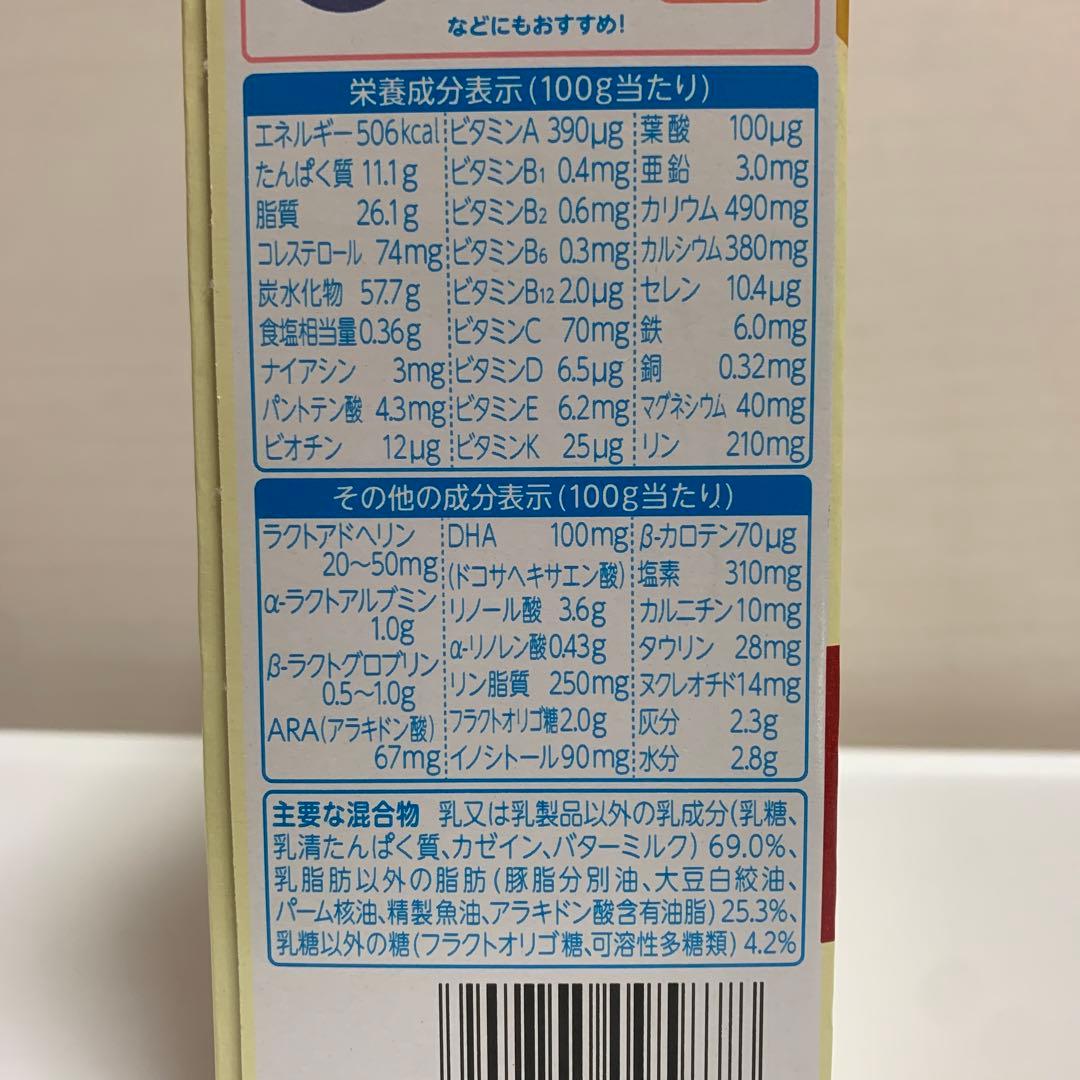 などにもおすすめ!
栄養成分表示(100g当たり)
エネルギー 506kcal
たんぱく質 11.1g
脂質 26.1g
コレステロール 74mg
炭水化物 57.7g
食塩相当量 0.36g
ナイアシン 3mg
パントテン酸 4.3mg
ビオチン 12μg
ビタミンA 390μg
ビタミンB1 0.4mg
ビタミンB2 0.6mg
ビタミンB6 0.3mg
ビタミンB12 2.0μg
ビタミンC 70mg
ビタミンD 6.5μg
ビタミンE 6.2mg
ビタミンK 25μg
葉酸 100μg
亜鉛 3.0mg
カリウム 490mg
カルシウム 380mg
セレン 10.4μg
鉄 6.0mg
銅 0.32mg
マグネシウム 40mg
リン 210mg
その他の成分表示(100g当たり)
ラクトアドヘリン
20〜50mg
α-ラクトアルブミン
1.0g
β-ラクトグロブリン
0.5〜1.0g
ARA(アラキドン酸)
67mg
DHA 100mg
(ドコサヘキサエン酸)
リノール酸 3.6g
α-リノレン酸 0.43g
リン脂質 250mg
フラクトオリゴ糖 2.0g
イノシトール 90mg
β-カロテン 70μg
塩素 310mg
カルニチン 10mg
タウリン 28mg
ヌクレオチド 14mg
灰分 2.3g
水分 2.8g
主要な混合物 乳又は乳製品以外の乳成分(乳糖、
乳清たんぱく質、カゼイン、バターミルク) 69.0%、
乳脂肪以外の脂肪(豚脂分別油、大豆白絞油、
パーム核油、精製魚油、アラキドン酸含有油脂) 25.3%、
乳糖以外の糖(フラクトオリゴ糖、可溶性多糖類) 4.2%